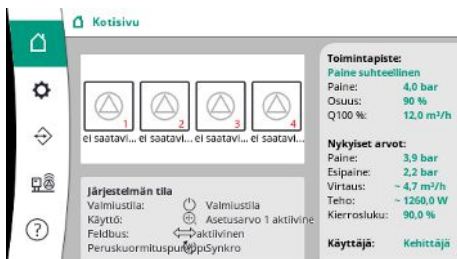 Kotisivu
1 2 3 4
ei saatavi... ei saatavi... ei saatavi... ei saatavi...
Järjestelmän tila
Valmiustila: Valmiustila
Käyttö: Asetusarvo 1 aktiivine
Feldbus: aktiivinen
Synkro
Toimintapiste:
Paine suhteellinen
Paine: 4,0 bar
Osuus: 90 %
Q100 %: 12,0 m³/h
Nykyiset arvot:
Paine: 3,9 bar
Esipaine: 2,2 bar
Virtaus: ~ 4,7 m³/h
Teho: ~ 1260,0 W
Kierrosluku: 90,0 %
Käyttäjä: Kehittäjä